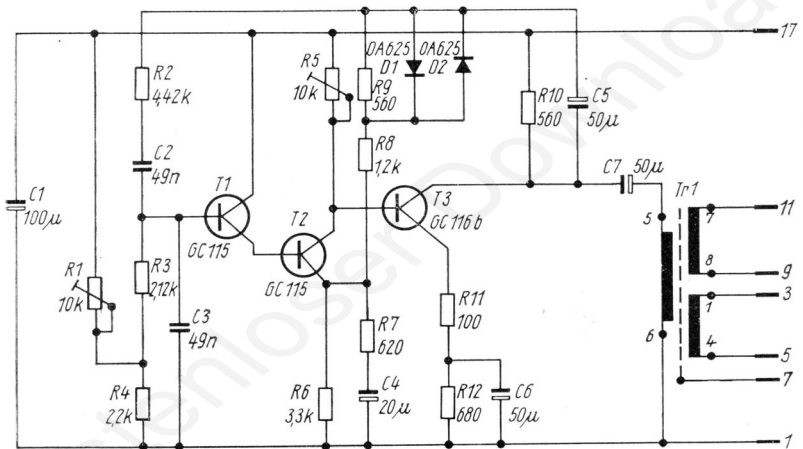 17
R2
4,42k
C2
49n
C1
100µ
R1
10k
R3
2,12k
C3
49n
R4
2,2k
T1
GC115
T2
GC115
R5
10k
OA625
D1
OA625
D2
R9
560
R8
1,2k
T3
GC116b
R10
560
C5
50µ
C7
50µ
Tr1
5
6
7
8
1
4
11
9
3
5
7
1
R11
100
R12
680
C6
50µ
R7
620
C4
20µ
R6
3,3k